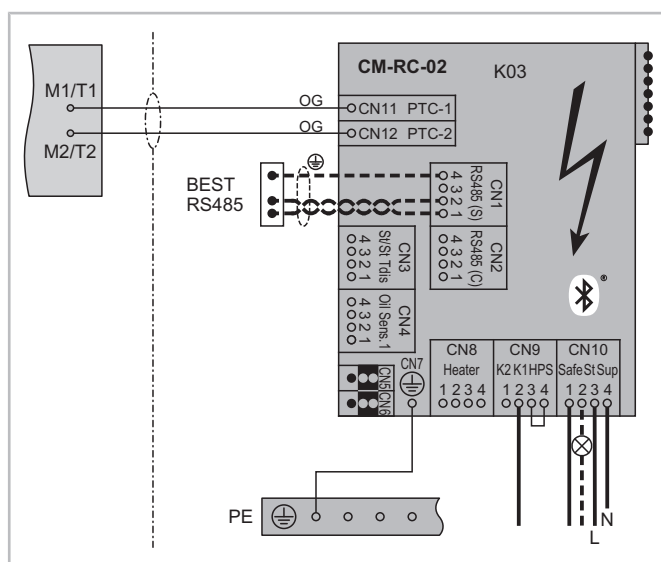 CM-RC-02
K03
M1/T1
M2/T2
OG
CN11 PTC-1
OG
CN12 PTC-2
BEST
RS485
4 3 2 1
RS485 (S)
CN1
4 3 2 1
RS485 (C)
CN2
4 3 2 1
St/St Tdis
CN3
4 3 2 1
Oil Sens. 1
CN4
CN5
CN6
CN7
CN8
Heater
1 2 3 4
CN9
K2 K1 HPS
1 2 3 4
CN10
Safe St Sup
1 2 3 4
PE
N
L